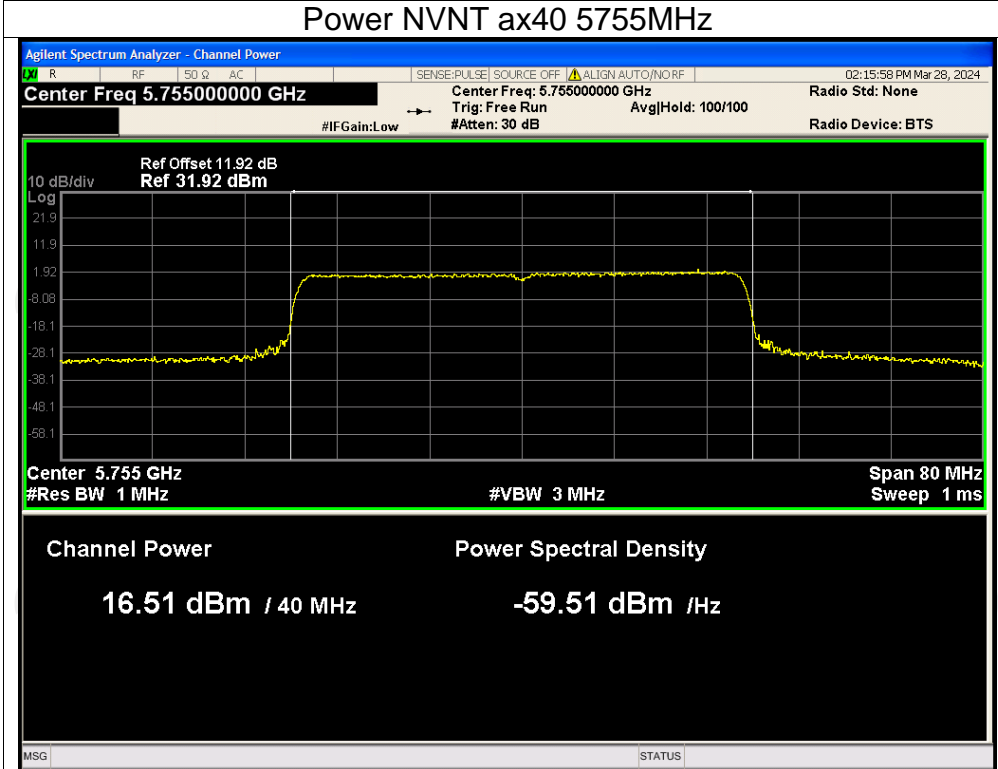 Power NVNT ax40 5755MHz
Agilent Spectrum Analyzer - Channel Power
LXI R RF 50 Ω AC SENSE:PULSE SOURCE OFF ALIGN AUTO/NO RF 02:15:58 PM Mar 28, 2024
Center Freq 5.755000000 GHz Center Freq: 5.755000000 GHz Radio Std: None
Trig: Free Run Avg|Hold: 100/100
#IFGain:Low #Atten: 30 dB Radio Device: BTS
Ref Offset 11.92 dB
10 dB/div Ref 31.92 dBm
Log
21.9
11.9
1.92
-8.08
-18.1
-28.1
-38.1
-48.1
-58.1
Center 5.755 GHz Span 80 MHz
#Res BW 1 MHz #VBW 3 MHz Sweep 1 ms
Channel Power Power Spectral Density
16.51 dBm / 40 MHz -59.51 dBm /Hz
MSG STATUS